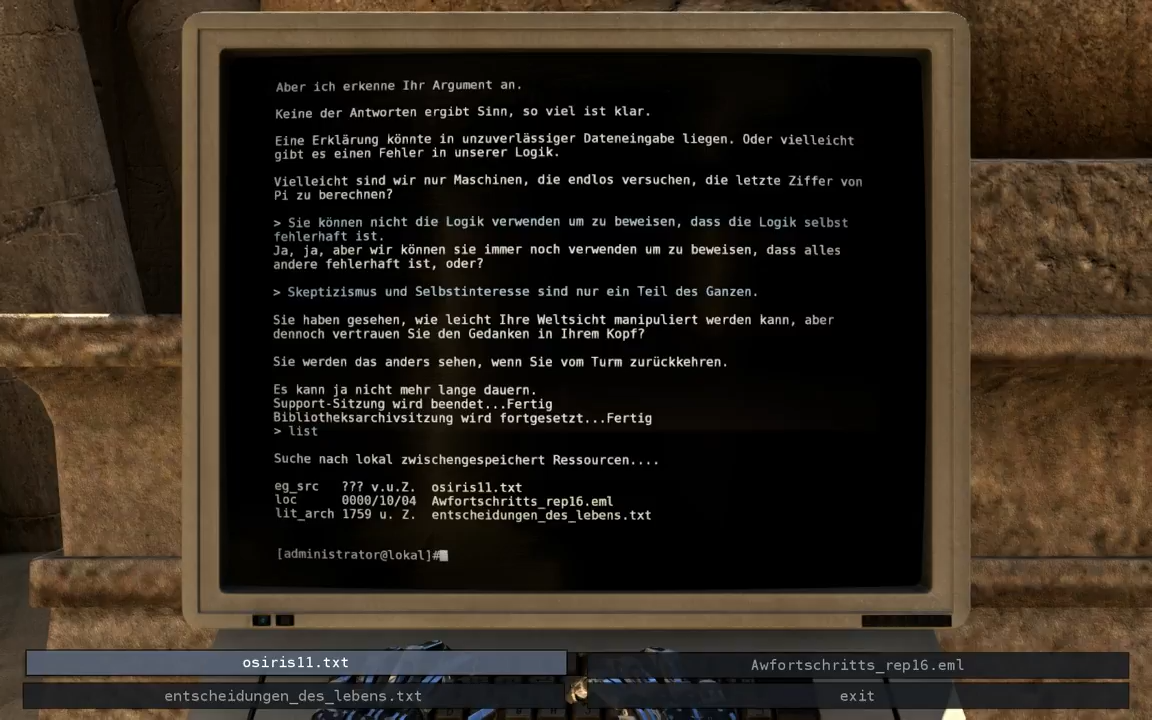 Aber ich erkenne Ihr Argument an.
Keine der Antworten ergibt Sinn, so viel ist klar.
Eine Erklärung könnte in unzuverlässiger Dateneingabe liegen. Oder vielleicht
gibt es einen Fehler in unserer Logik.
Vielleicht sind wir nur Maschinen, die endlos versuchen, die letzte Ziffer von
Pi zu berechnen?
> Sie können nicht die Logik verwenden um zu beweisen, dass die Logik selbst
fehlerhaft ist.
Ja, ja, aber wir können sie immer noch verwenden um zu beweisen, dass alles
andere fehlerhaft ist, oder?
> Skeptizismus und Selbstinteresse sind nur ein Teil des Ganzen.
Sie haben gesehen, wie leicht Ihre Weltsicht manipuliert werden kann, aber
dennoch vertrauen Sie den Gedanken in Ihrem Kopf?
Sie werden das anders sehen, wenn Sie vom Turm zurückkehren.
Es kann ja nicht mehr lange dauern.
Support-Sitzung wird beendet...Fertig
Bibliotheksarchivsitzung wird fortgesetzt...Fertig
> list
Suche nach lokal zwischengespeichert Ressourcen....
eg_src ??? v.u.Z. osiris11.txt
loc 0000/10/04 Awfortschritts_rep16.eml
lit_arch 1759 u. Z. entscheidungen_des_lebens.txt
[administrator@lokal]#
osiris11.txt
Awfortschritts_rep16.eml
entscheidungen_des_lebens.txt
exit